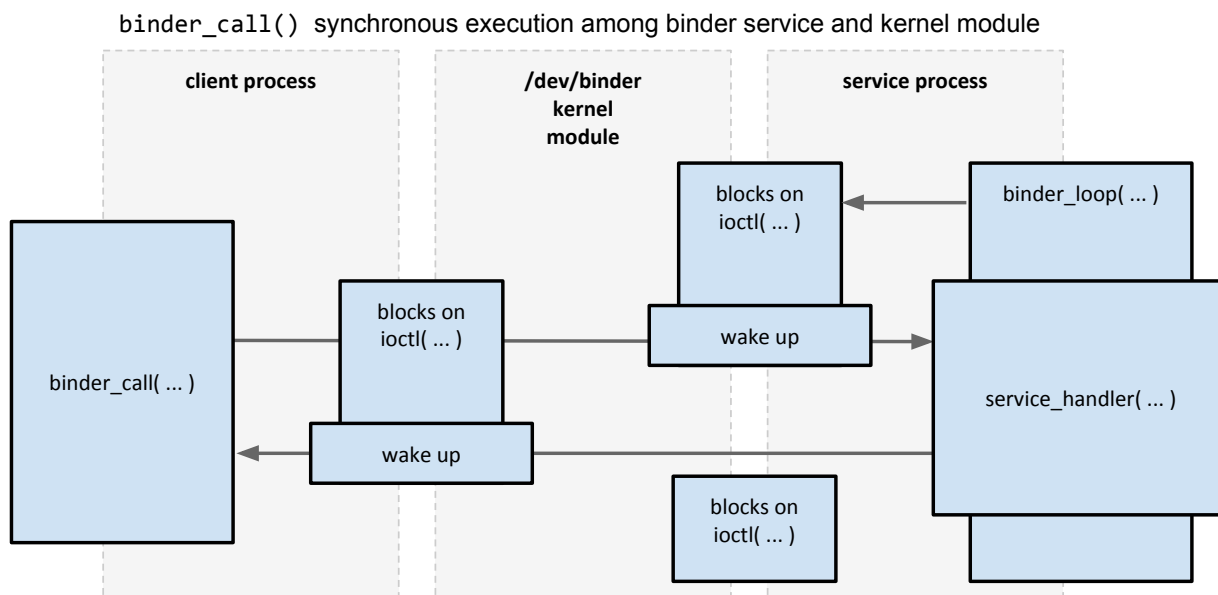 binder_call() synchronous execution among binder service and kernel module
client process
/dev/binder
kernel
module
service process
blocks on
ioctl( ... )
binder_loop( ... )
blocks on
ioctl( ... )
wake up
binder_call( ... )
service_handler( ... )
wake up
blocks on
ioctl( ... )